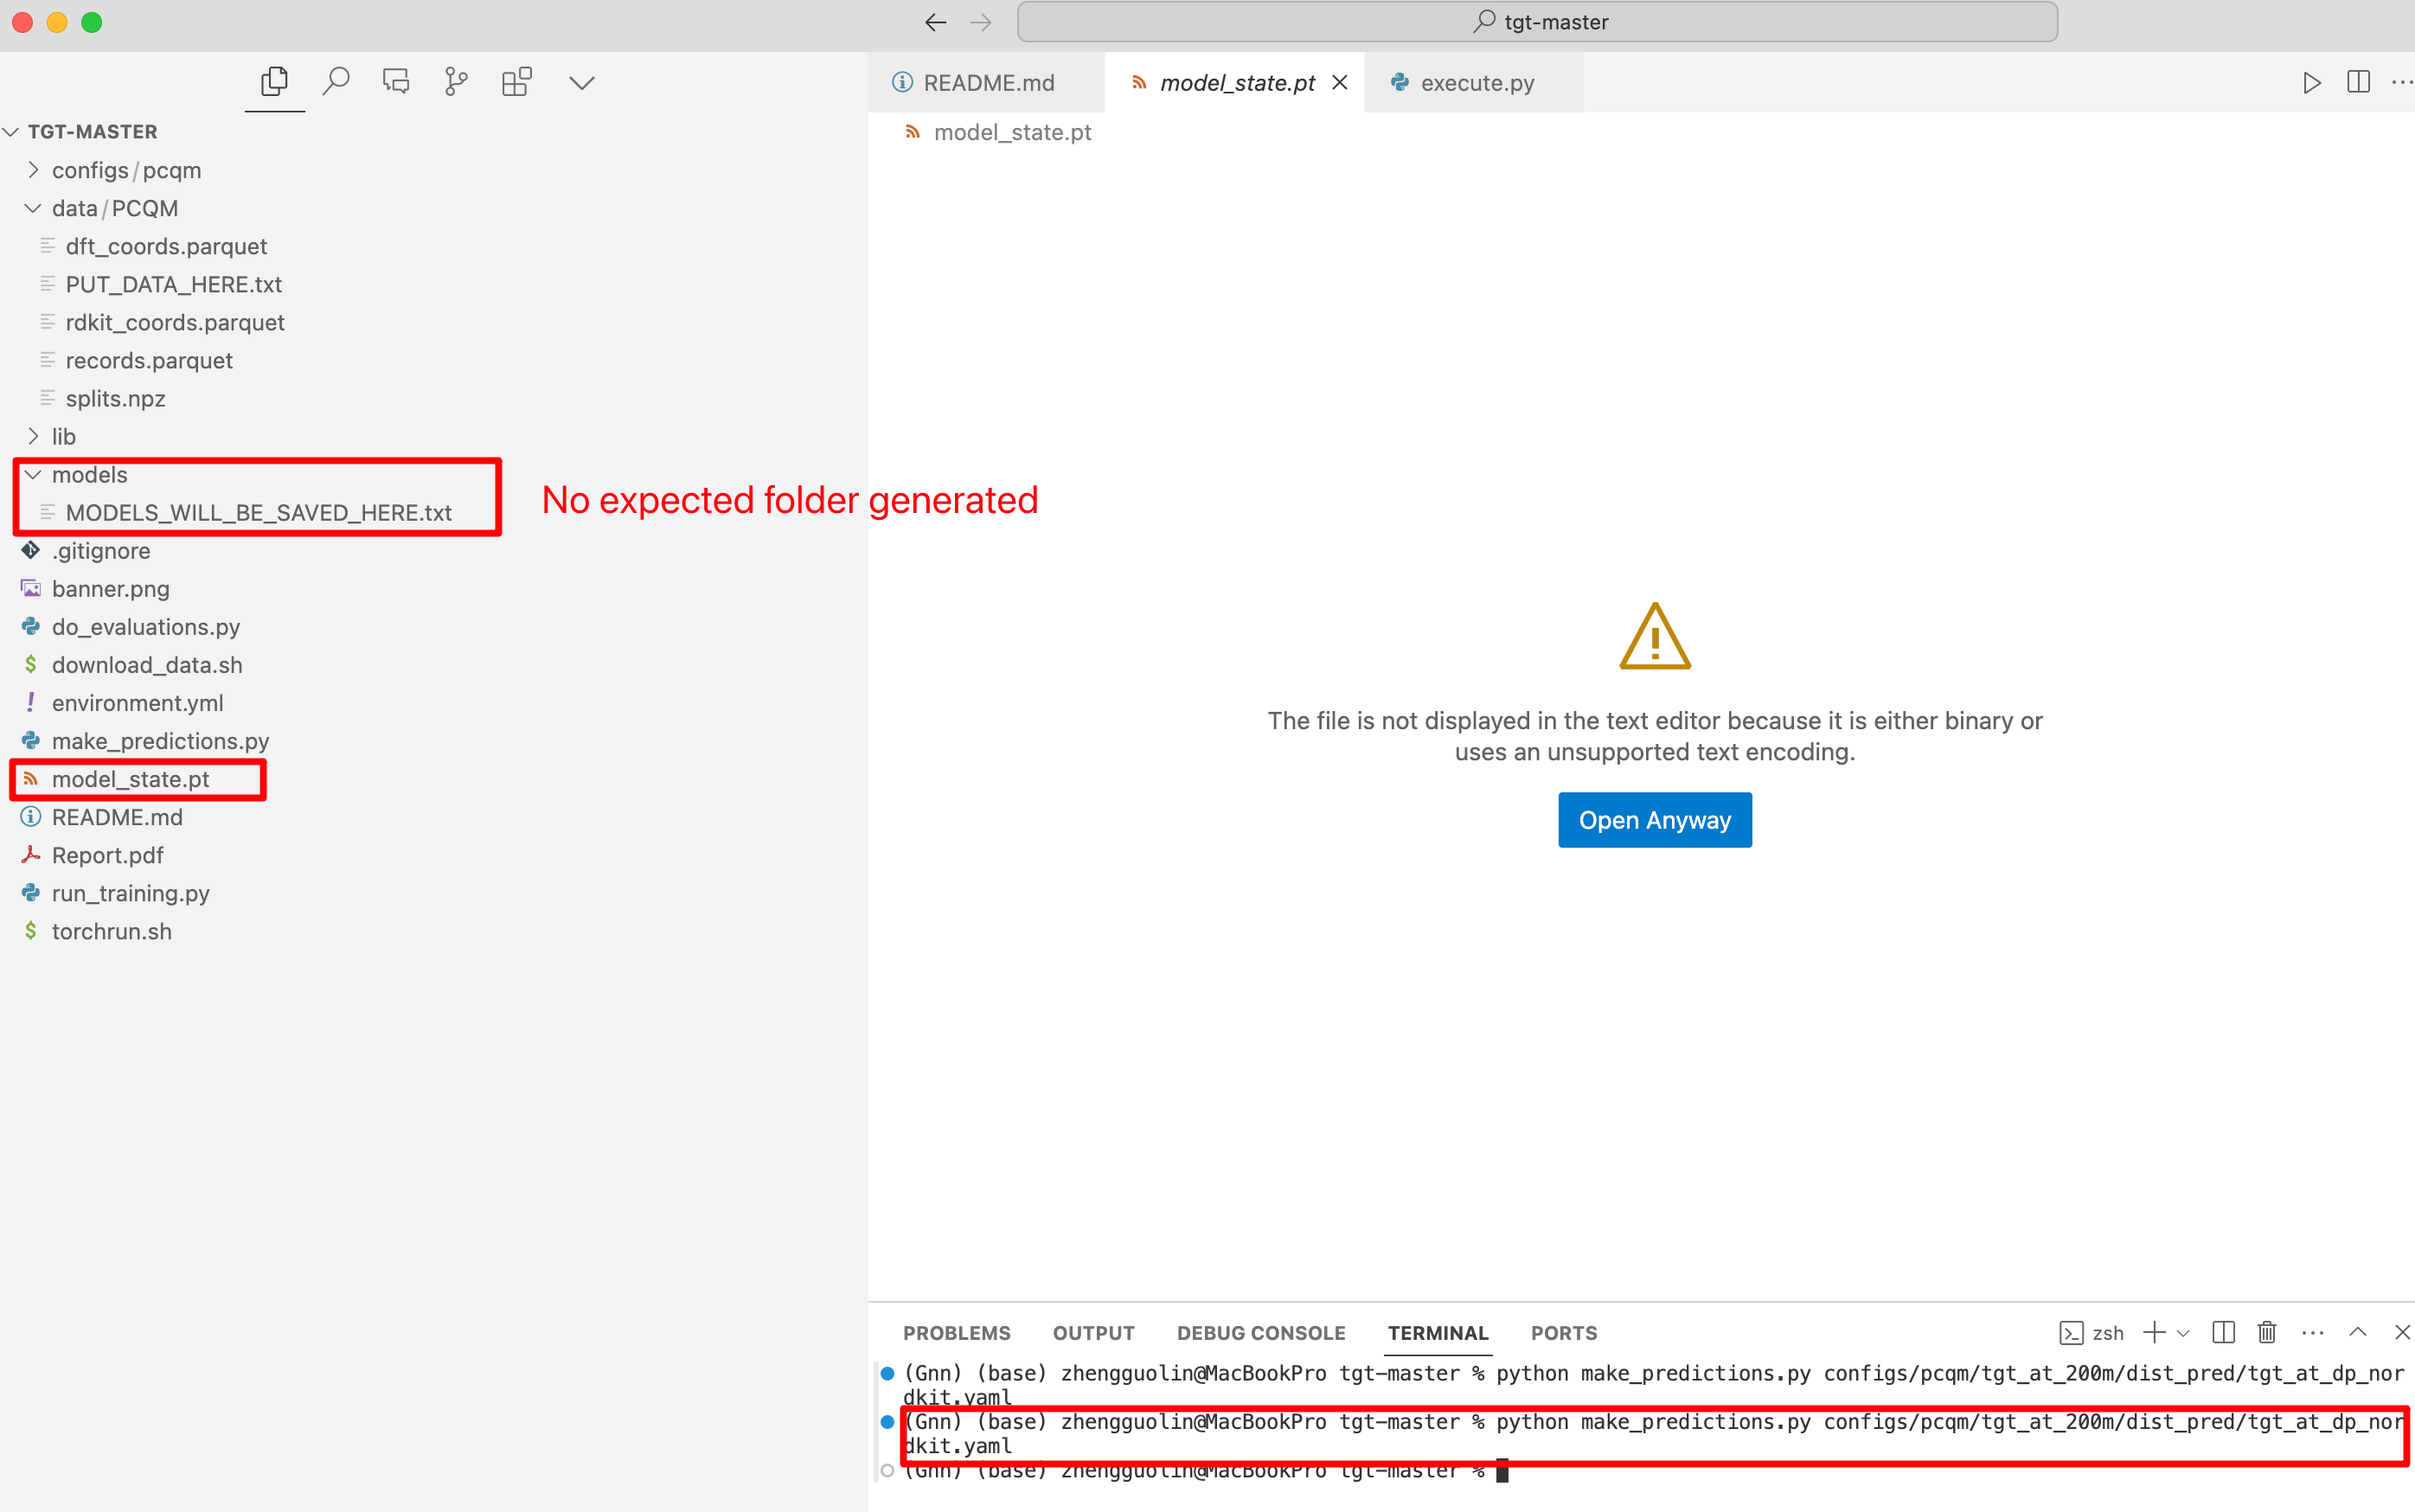 tgt-master
README.md
model_state.pt
execute.py
TGT-MASTER
model_state.pt
configs/pcqm
data/PCQM
dft_coords.parquet
PUT_DATA_HERE.txt
rdkit_coords.parquet
records.parquet
splits.npz
lib
models
MODELS_WILL_BE_SAVED_HERE.txt
No expected folder generated
.gitignore
banner.png
do_evaluations.py
download_data.sh
environment.yml
make_predictions.py
model_state.pt
README.md
Report.pdf
run_training.py
torchrun.sh
The file is not displayed in the text editor because it is either binary or
uses an unsupported text encoding.
Open Anyway
PROBLEMS OUTPUT DEBUG CONSOLE TERMINAL PORTS
zsh
(Gnn) (base) zhengguolin@MacBookPro tgt-master % python make_predictions.py configs/pcqm/tgt_at_200m/dist_pred/tgt_at_dp_nor
dkit.yaml
(Gnn) (base) zhengguolin@MacBookPro tgt-master % python make_predictions.py configs/pcqm/tgt_at_200m/dist_pred/tgt_at_dp_nor
dkit.yaml
(Gnn) (base) zhengguolin@MacBookPro tgt-master %